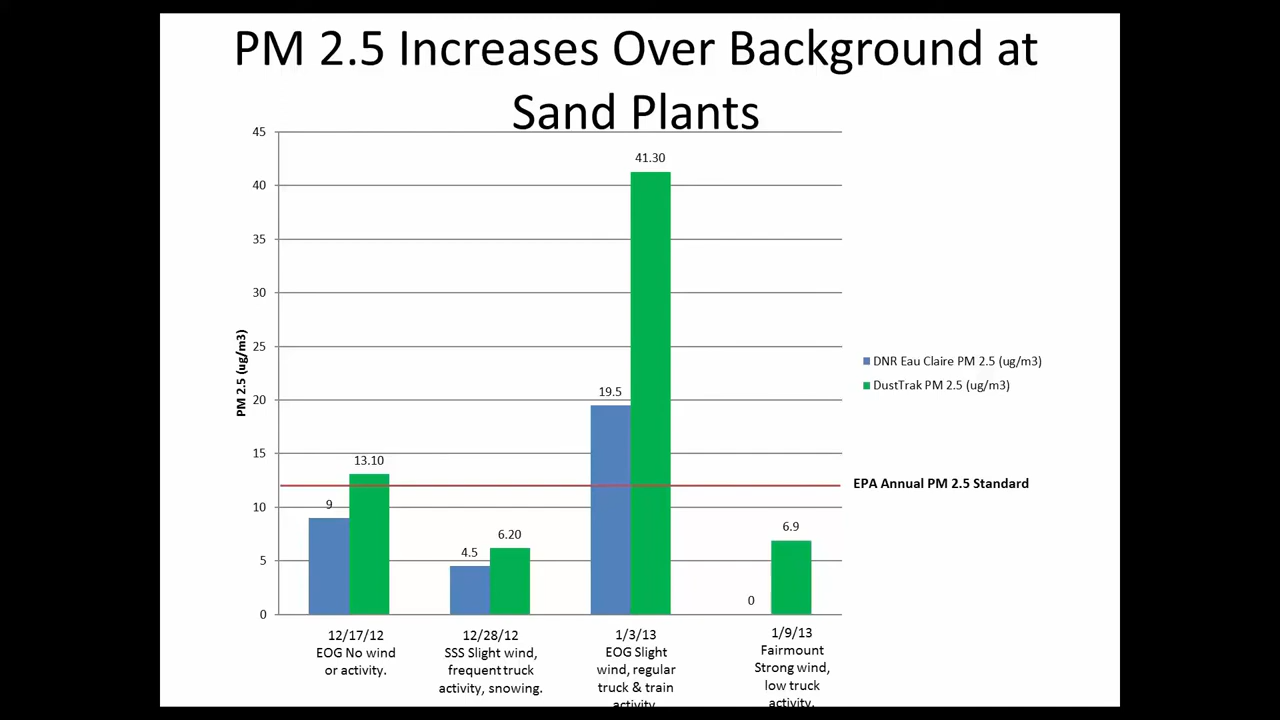 PM 2.5 Increases Over Background at
Sand Plants
45
40
35
30
25
20
15
10
5
0
PM 2.5 (ug/m3)
9
13.10
4.5
6.20
19.5
41.30
0
6.9
DNR Eau Claire PM 2.5 (ug/m3)
DustTrak PM 2.5 (ug/m3)
EPA Annual PM 2.5 Standard
12/17/12
EOG No wind
or activity.
12/28/12
SSS Slight wind,
frequent truck
activity, snowing.
1/3/13
EOG Slight
wind, regular
truck & train
activity.
1/9/13
Fairmount
Strong wind,
low truck
activity.